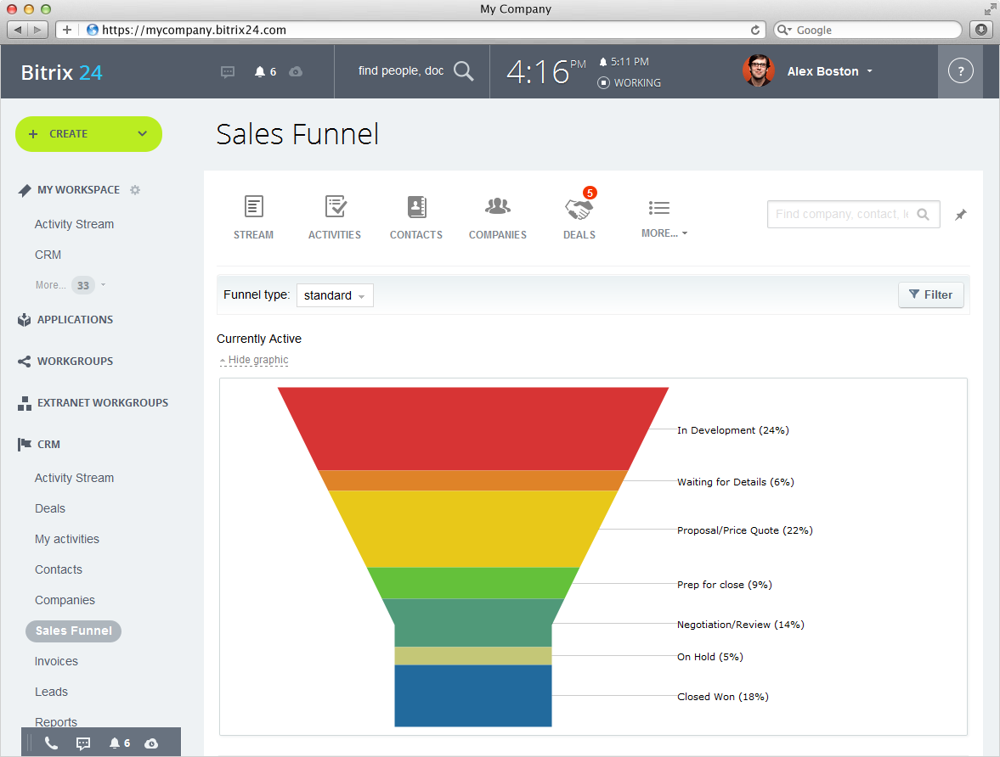 My Company
https://mycompany.bitrix24.com
Google
Bitrix 24
6
find people, doc
4:16 PM
5:11 PM
WORKING
Alex Boston
?
+ CREATE
Sales Funnel
MY WORKSPACE
Activity Stream
CRM
More... 33
APPLICATIONS
WORKGROUPS
EXTRANET WORKGROUPS
CRM
Activity Stream
Deals
My activities
Contacts
Companies
Sales Funnel
Invoices
Leads
Reports
6
STREAM
ACTIVITIES
CONTACTS
COMPANIES
5
DEALS
MORE...
Find company, contact, le
Funnel type: standard
Filter
Currently Active
Hide graphic
In Development (24%)
Waiting for Details (6%)
Proposal/Price Quote (22%)
Prep for close (9%)
Negotiation/Review (14%)
On Hold (5%)
Closed Won (18%)